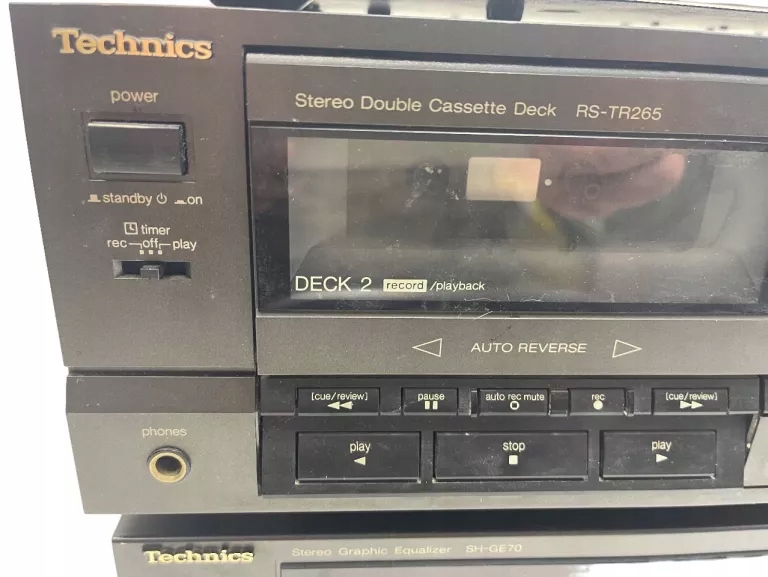 Technics
Stereo Double Cassette Deck RS-TR265
power
standby on
timer
rec off play
DECK 2 record /playback
AUTO REVERSE
[cue/review] pause auto rec mute rec [cue/review]
phones
play stop play
Technics Stereo Graphic Equalizer SH-GE70